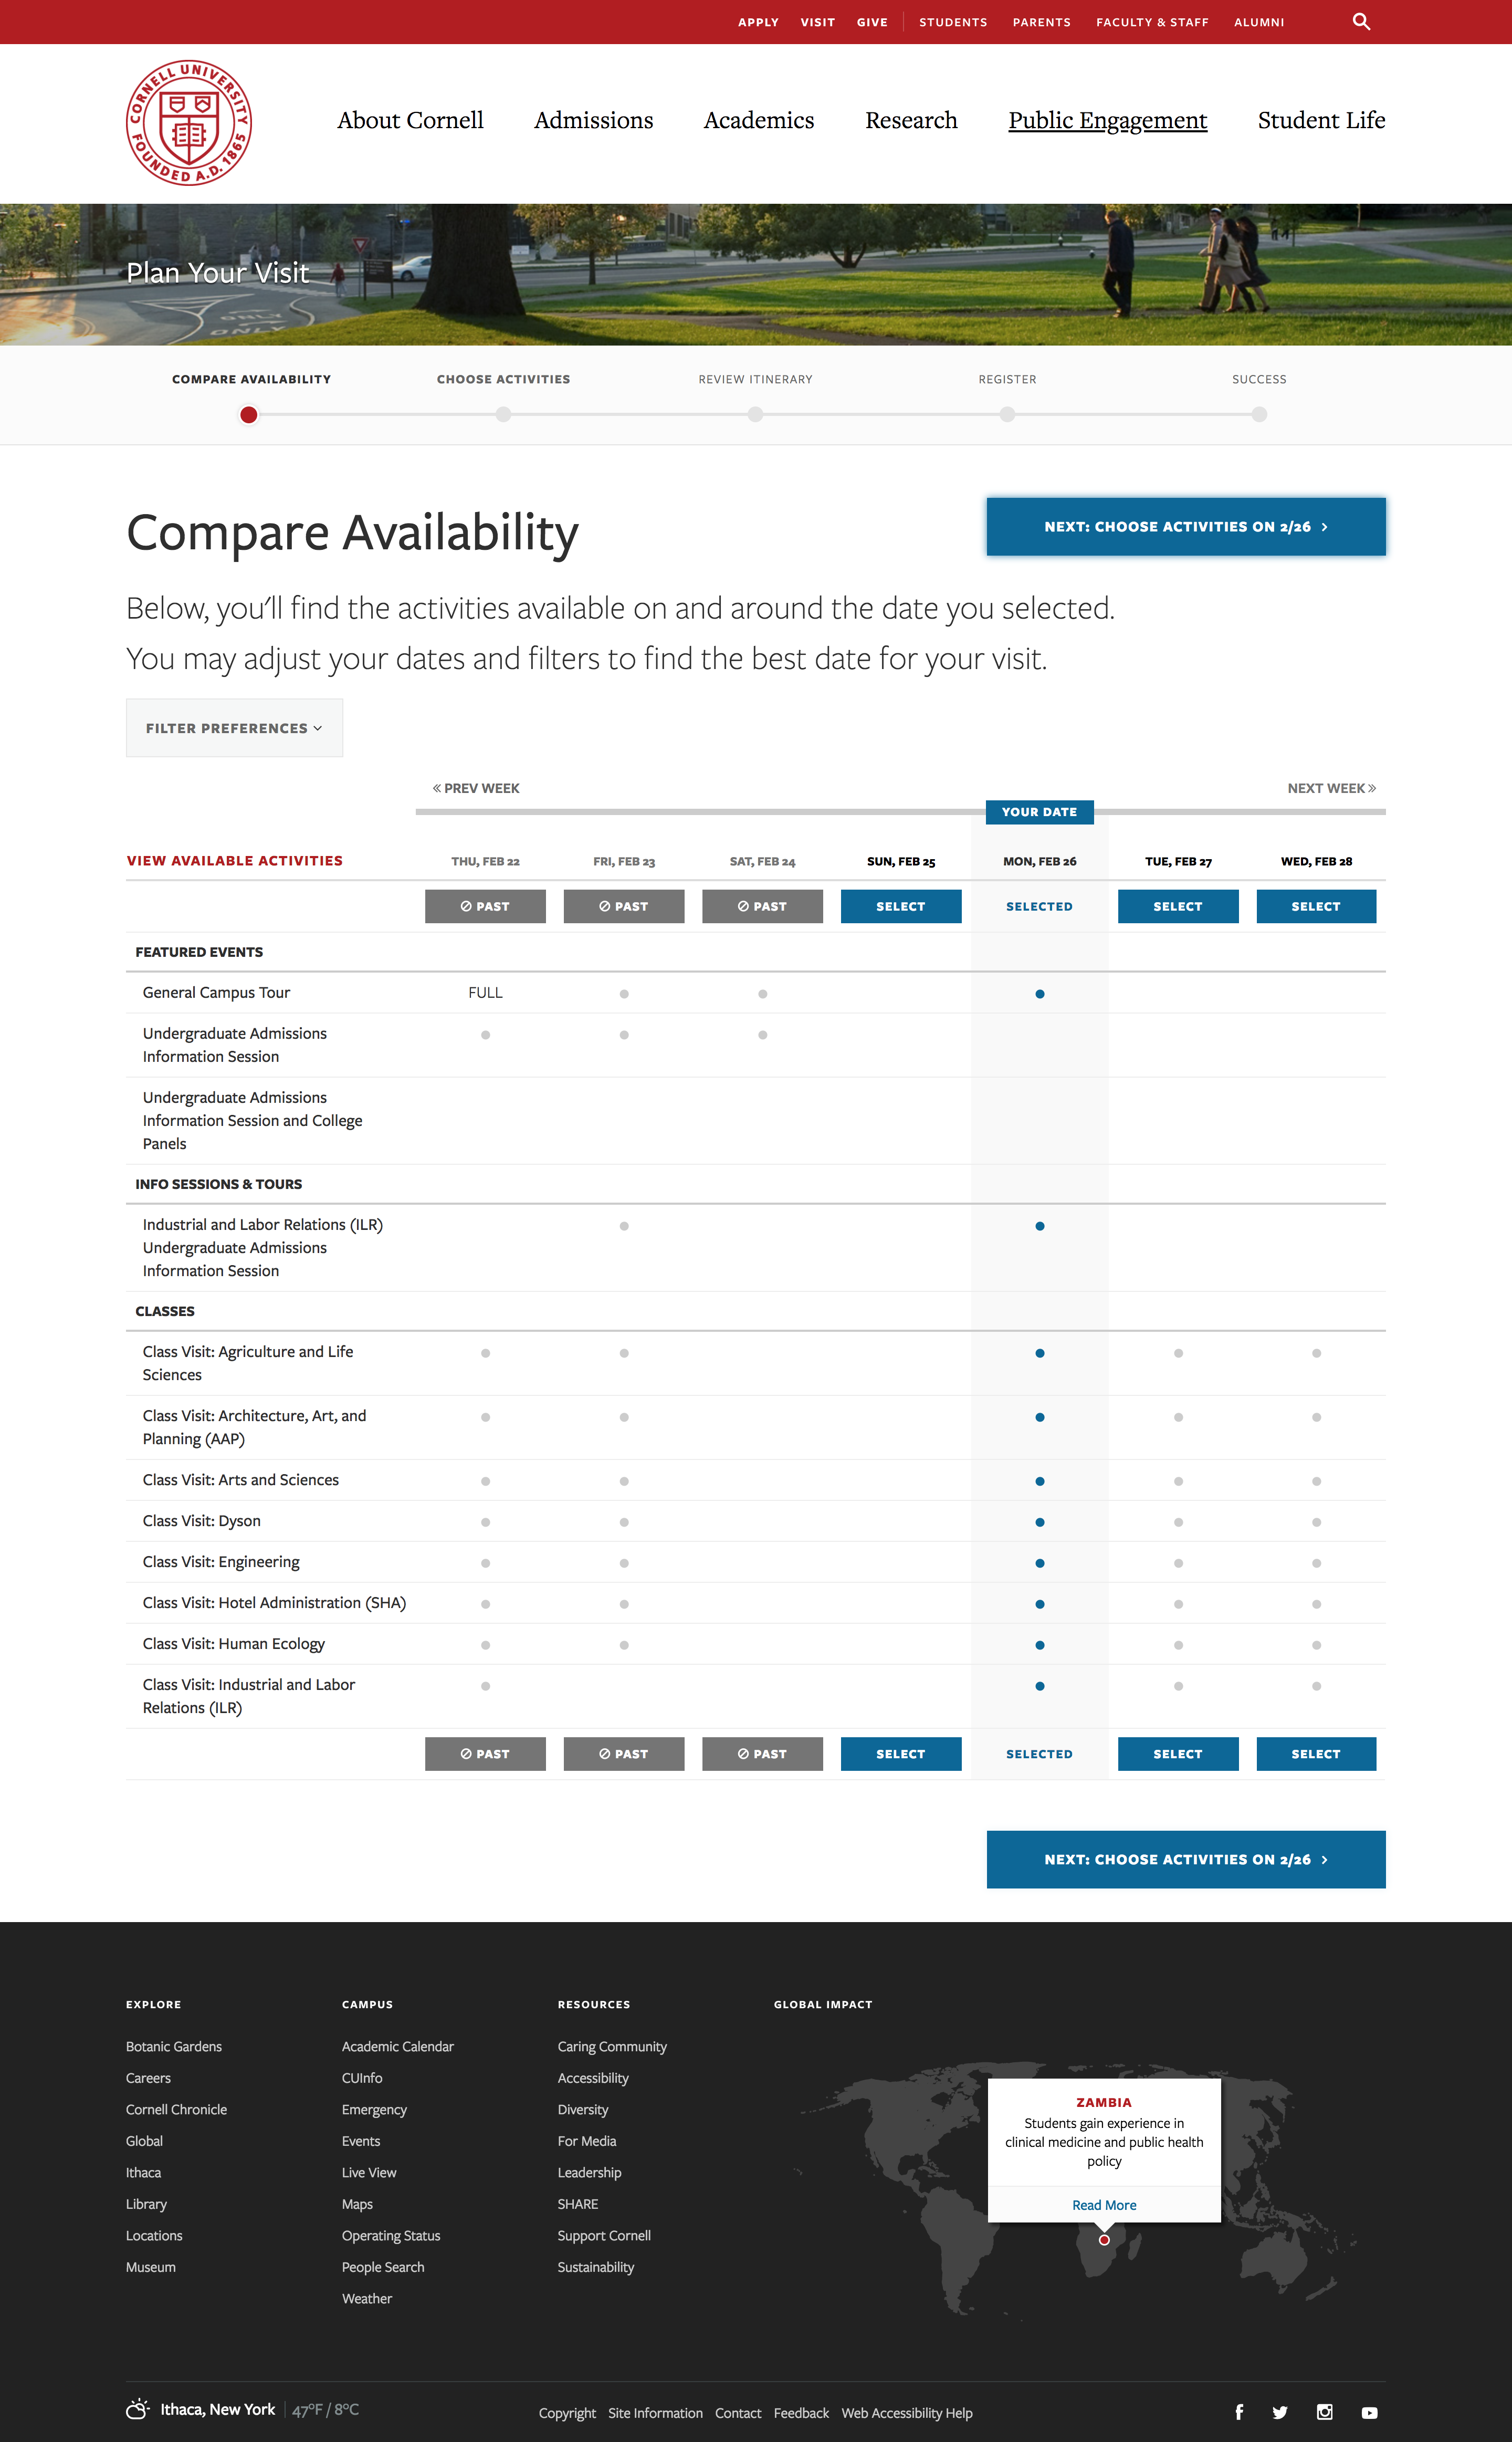 APPLY VISIT GIVE STUDENTS PARENTS FACULTY & STAFF ALUMNI
CORNELL UNIVERSITY
FOUNDED A.D. 1865
About Cornell Admissions Academics Research Public Engagement Student Life
Plan Your Visit
ONLY
ONLY
COMPARE AVAILABILITY CHOOSE ACTIVITIES REVIEW ITINERARY REGISTER SUCCESS
Compare Availability
NEXT: CHOOSE ACTIVITIES ON 2/26 >
Below, you'll find the activities available on and around the date you selected.
You may adjust your dates and filters to find the best date for your visit.
FILTER PREFERENCES
« PREV WEEK NEXT WEEK »
YOUR DATE
VIEW AVAILABLE ACTIVITIES THU, FEB 22 FRI, FEB 23 SAT, FEB 24 SUN, FEB 25 MON, FEB 26 TUE, FEB 27 WED, FEB 28
PAST PAST PAST SELECT SELECTED SELECT SELECT
FEATURED EVENTS
General Campus Tour FULL
Undergraduate Admissions
Information Session
Undergraduate Admissions
Information Session and College
Panels
INFO SESSIONS & TOURS
Industrial and Labor Relations (ILR)
Undergraduate Admissions
Information Session
CLASSES
Class Visit: Agriculture and Life
Sciences
Class Visit: Architecture, Art, and
Planning (AAP)
Class Visit: Arts and Sciences
Class Visit: Dyson
Class Visit: Engineering
Class Visit: Hotel Administration (SHA)
Class Visit: Human Ecology
Class Visit: Industrial and Labor
Relations (ILR)
PAST PAST PAST SELECT SELECTED SELECT SELECT
NEXT: CHOOSE ACTIVITIES ON 2/26 >
EXPLORE
Botanic Gardens
Careers
Cornell Chronicle
Global
Ithaca
Library
Locations
Museum
CAMPUS
Academic Calendar
CUInfo
Emergency
Events
Live View
Maps
Operating Status
People Search
Weather
RESOURCES
Caring Community
Accessibility
Diversity
For Media
Leadership
SHARE
Support Cornell
Sustainability
GLOBAL IMPACT
ZAMBIA
Students gain experience in
clinical medicine and public health
policy
Read More
Ithaca, New York 47°F / 8°C
Copyright Site Information Contact Feedback Web Accessibility Help